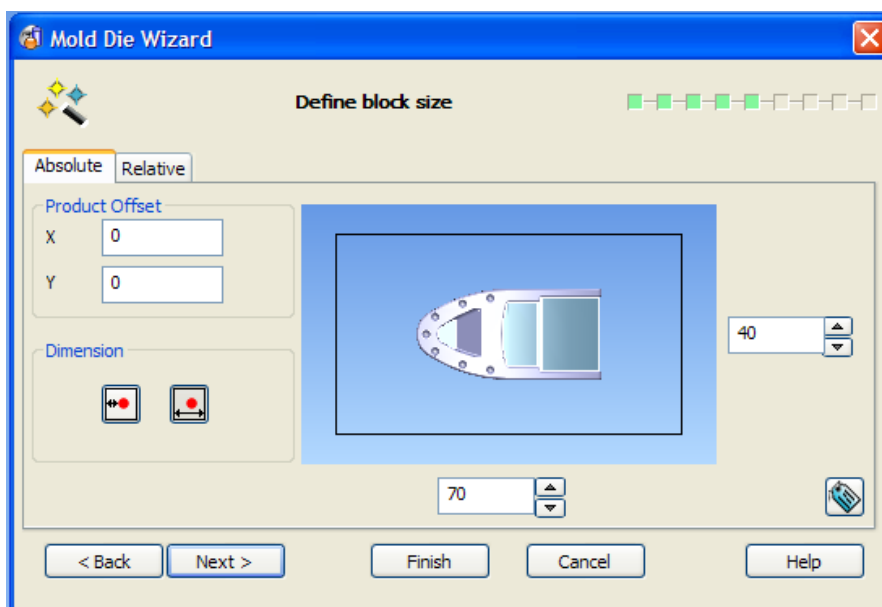 Mold Die Wizard
Define block size
Absolute
Relative
Product Offset
X
0
Y
0
Dimension
40
70
< Back
Next >
Finish
Cancel
Help